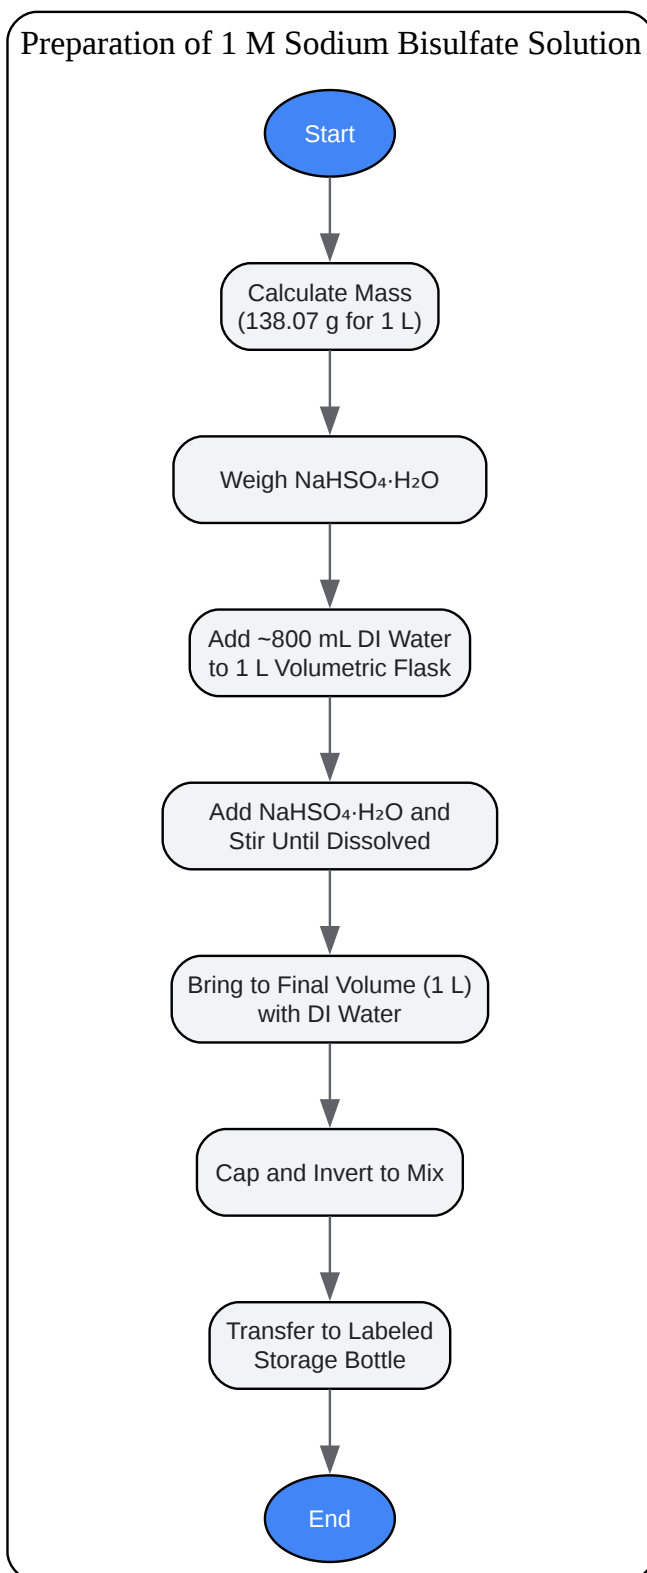 Preparation of 1 M Sodium Bisulfate Solution
Start
Calculate Mass
(138.07 g for 1 L)
Weigh NaHSO₄·H₂O
Add ~800 mL DI Water
to 1 L Volumetric Flask
Add NaHSO₄·H₂O and
Stir Until Dissolved
Bring to Final Volume (1 L)
with DI Water
Cap and Invert to Mix
Transfer to Labeled
Storage Bottle
End